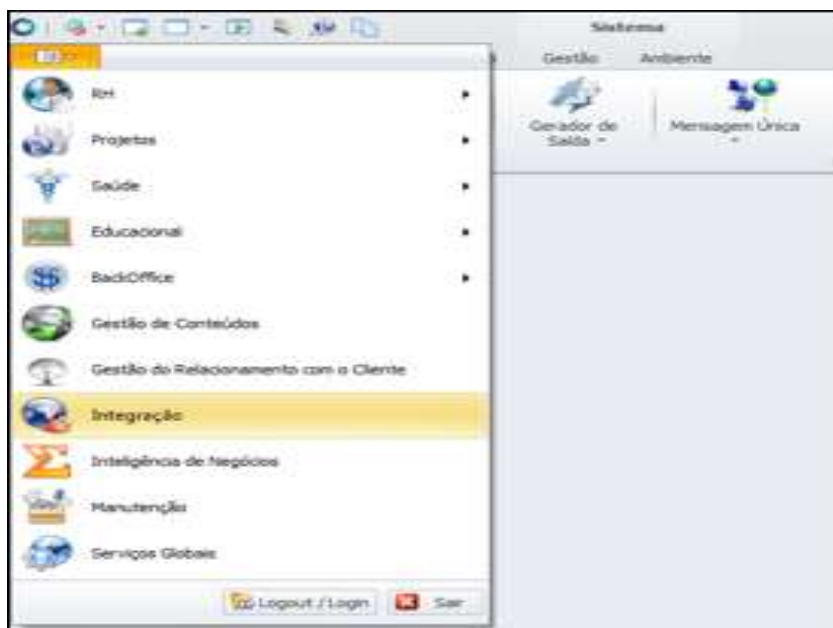 Sistema
Gestão
Ambiente
RH
Projetos
Saúde
Educacional
BackOffice
Gestão de Conteúdos
Gestão do Relacionamento com o Cliente
Integração
Inteligência de Negócios
Manutenção
Serviços Globais
Gerador de
Saída
Mensagem Única
Logout / Login
Sair